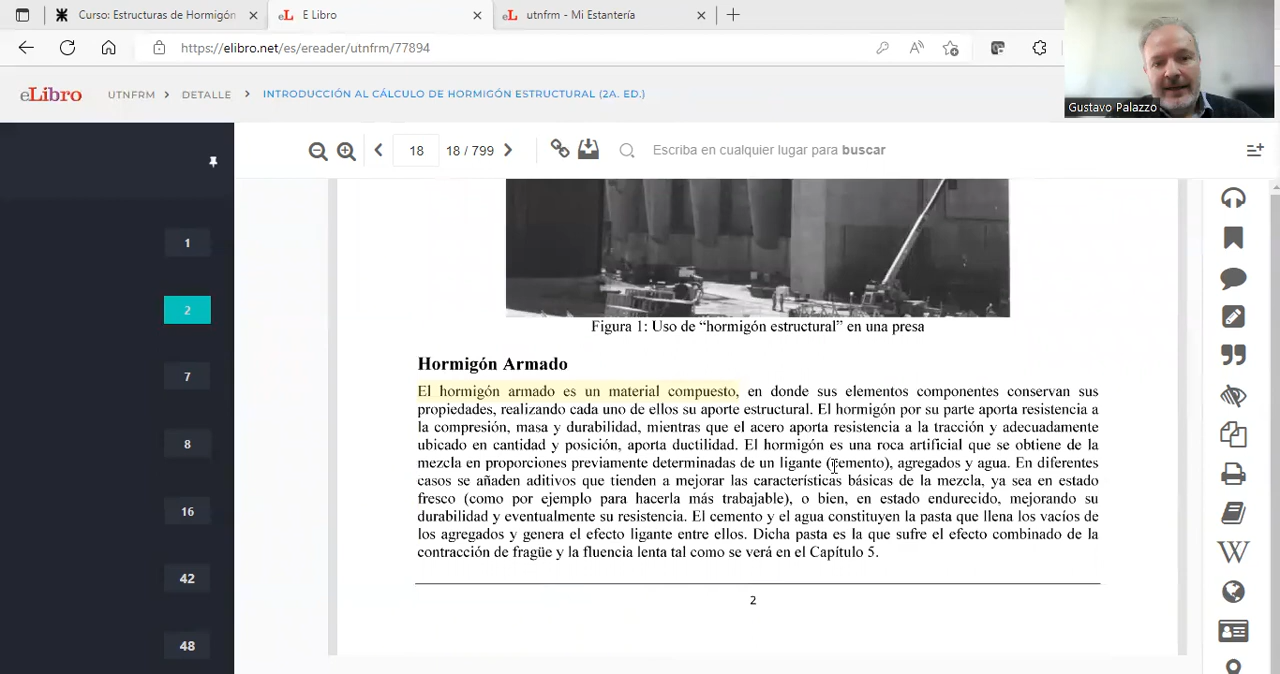 Curso: Estructuras de Hormigón
E Libro
utnfrm - Mi Estantería
https://elibro.net/es/ereader/utnfrm/77894
Gustavo Palazzo
eLibro
UTNFRM > DETALLE > INTRODUCCIÓN AL CÁLCULO DE HORMIGÓN ESTRUCTURAL (2A. ED.)
18 18 / 799
Escriba en cualquier lugar para buscar
1
2
7
8
16
42
48
Figura 1: Uso de “hormigón estructural” en una presa
Hormigón Armado
El hormigón armado es un material compuesto, en donde sus elementos componentes conservan sus
propiedades, realizando cada uno de ellos su aporte estructural. El hormigón por su parte aporta resistencia a
la compresión, masa y durabilidad, mientras que el acero aporta resistencia a la tracción y adecuadamente
ubicado en cantidad y posición, aporta ductilidad. El hormigón es una roca artificial que se obtiene de la
mezcla en proporciones previamente determinadas de un ligante (cemento), agregados y agua. En diferentes
casos se añaden aditivos que tienden a mejorar las características básicas de la mezcla, ya sea en estado
fresco (como por ejemplo para hacerla más trabajable), o bien, en estado endurecido, mejorando su
durabilidad y eventualmente su resistencia. El cemento y el agua constituyen la pasta que llena los vacíos de
los agregados y genera el efecto ligante entre ellos. Dicha pasta es la que sufre el efecto combinado de la
contracción de fragüe y la fluencia lenta tal como se verá en el Capítulo 5.
2